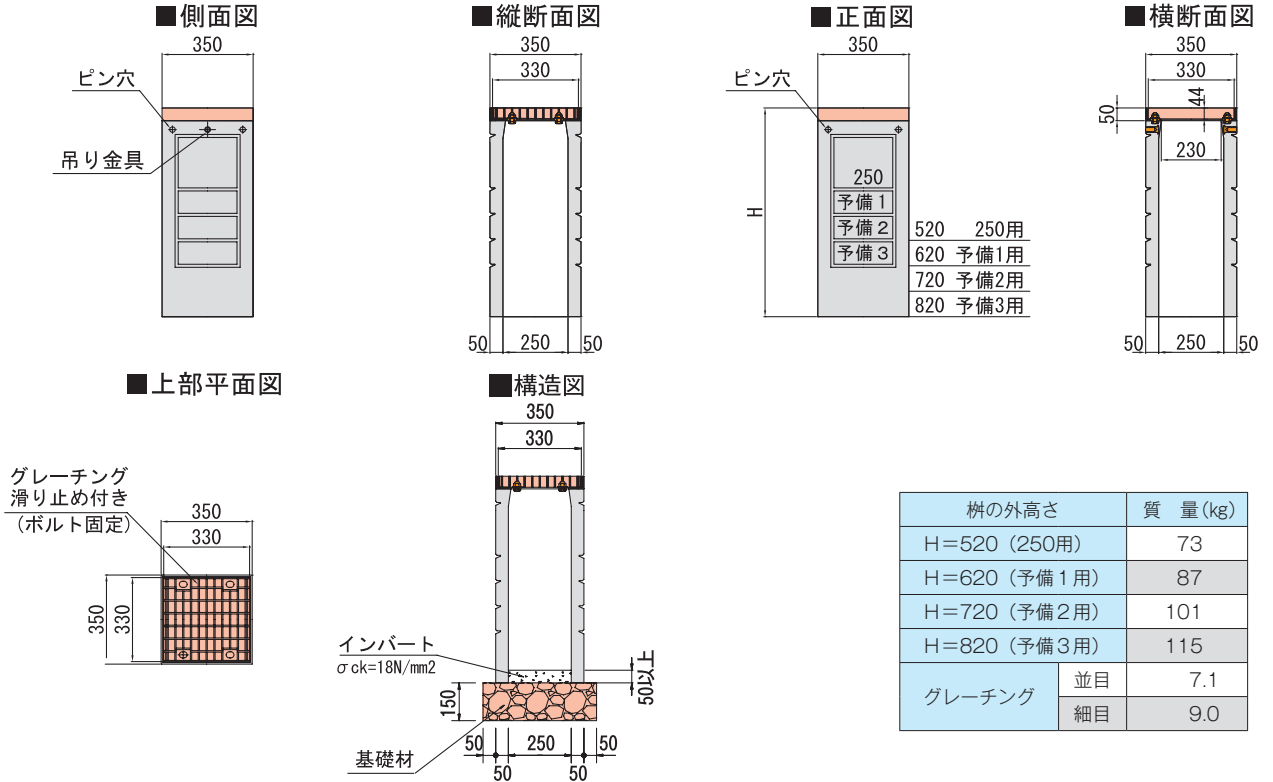 ■側面図
350
ピン穴
吊り金具
■縦断面図
350
330
50 250 50
■正面図
350
ピン穴
H
250
予備1
予備2
予備3
520 250用
620 予備1用
720 予備2用
820 予備3用
■横断面図
350
330
44
50
230
50 250 50
■上部平面図
グレーチング
滑り止め付き
(ボルト固定)
350
330
350
330
■構造図
350
330
インバート
σck=18N/mm2
50以上
150
基礎材
50 250 50
50 50
桝の外高さ 質 量(kg)
H=520(250用) 73
H=620(予備1用) 87
H=720(予備2用) 101
H=820(予備3用) 115
グレーチング 並目 7.1
細目 9.0